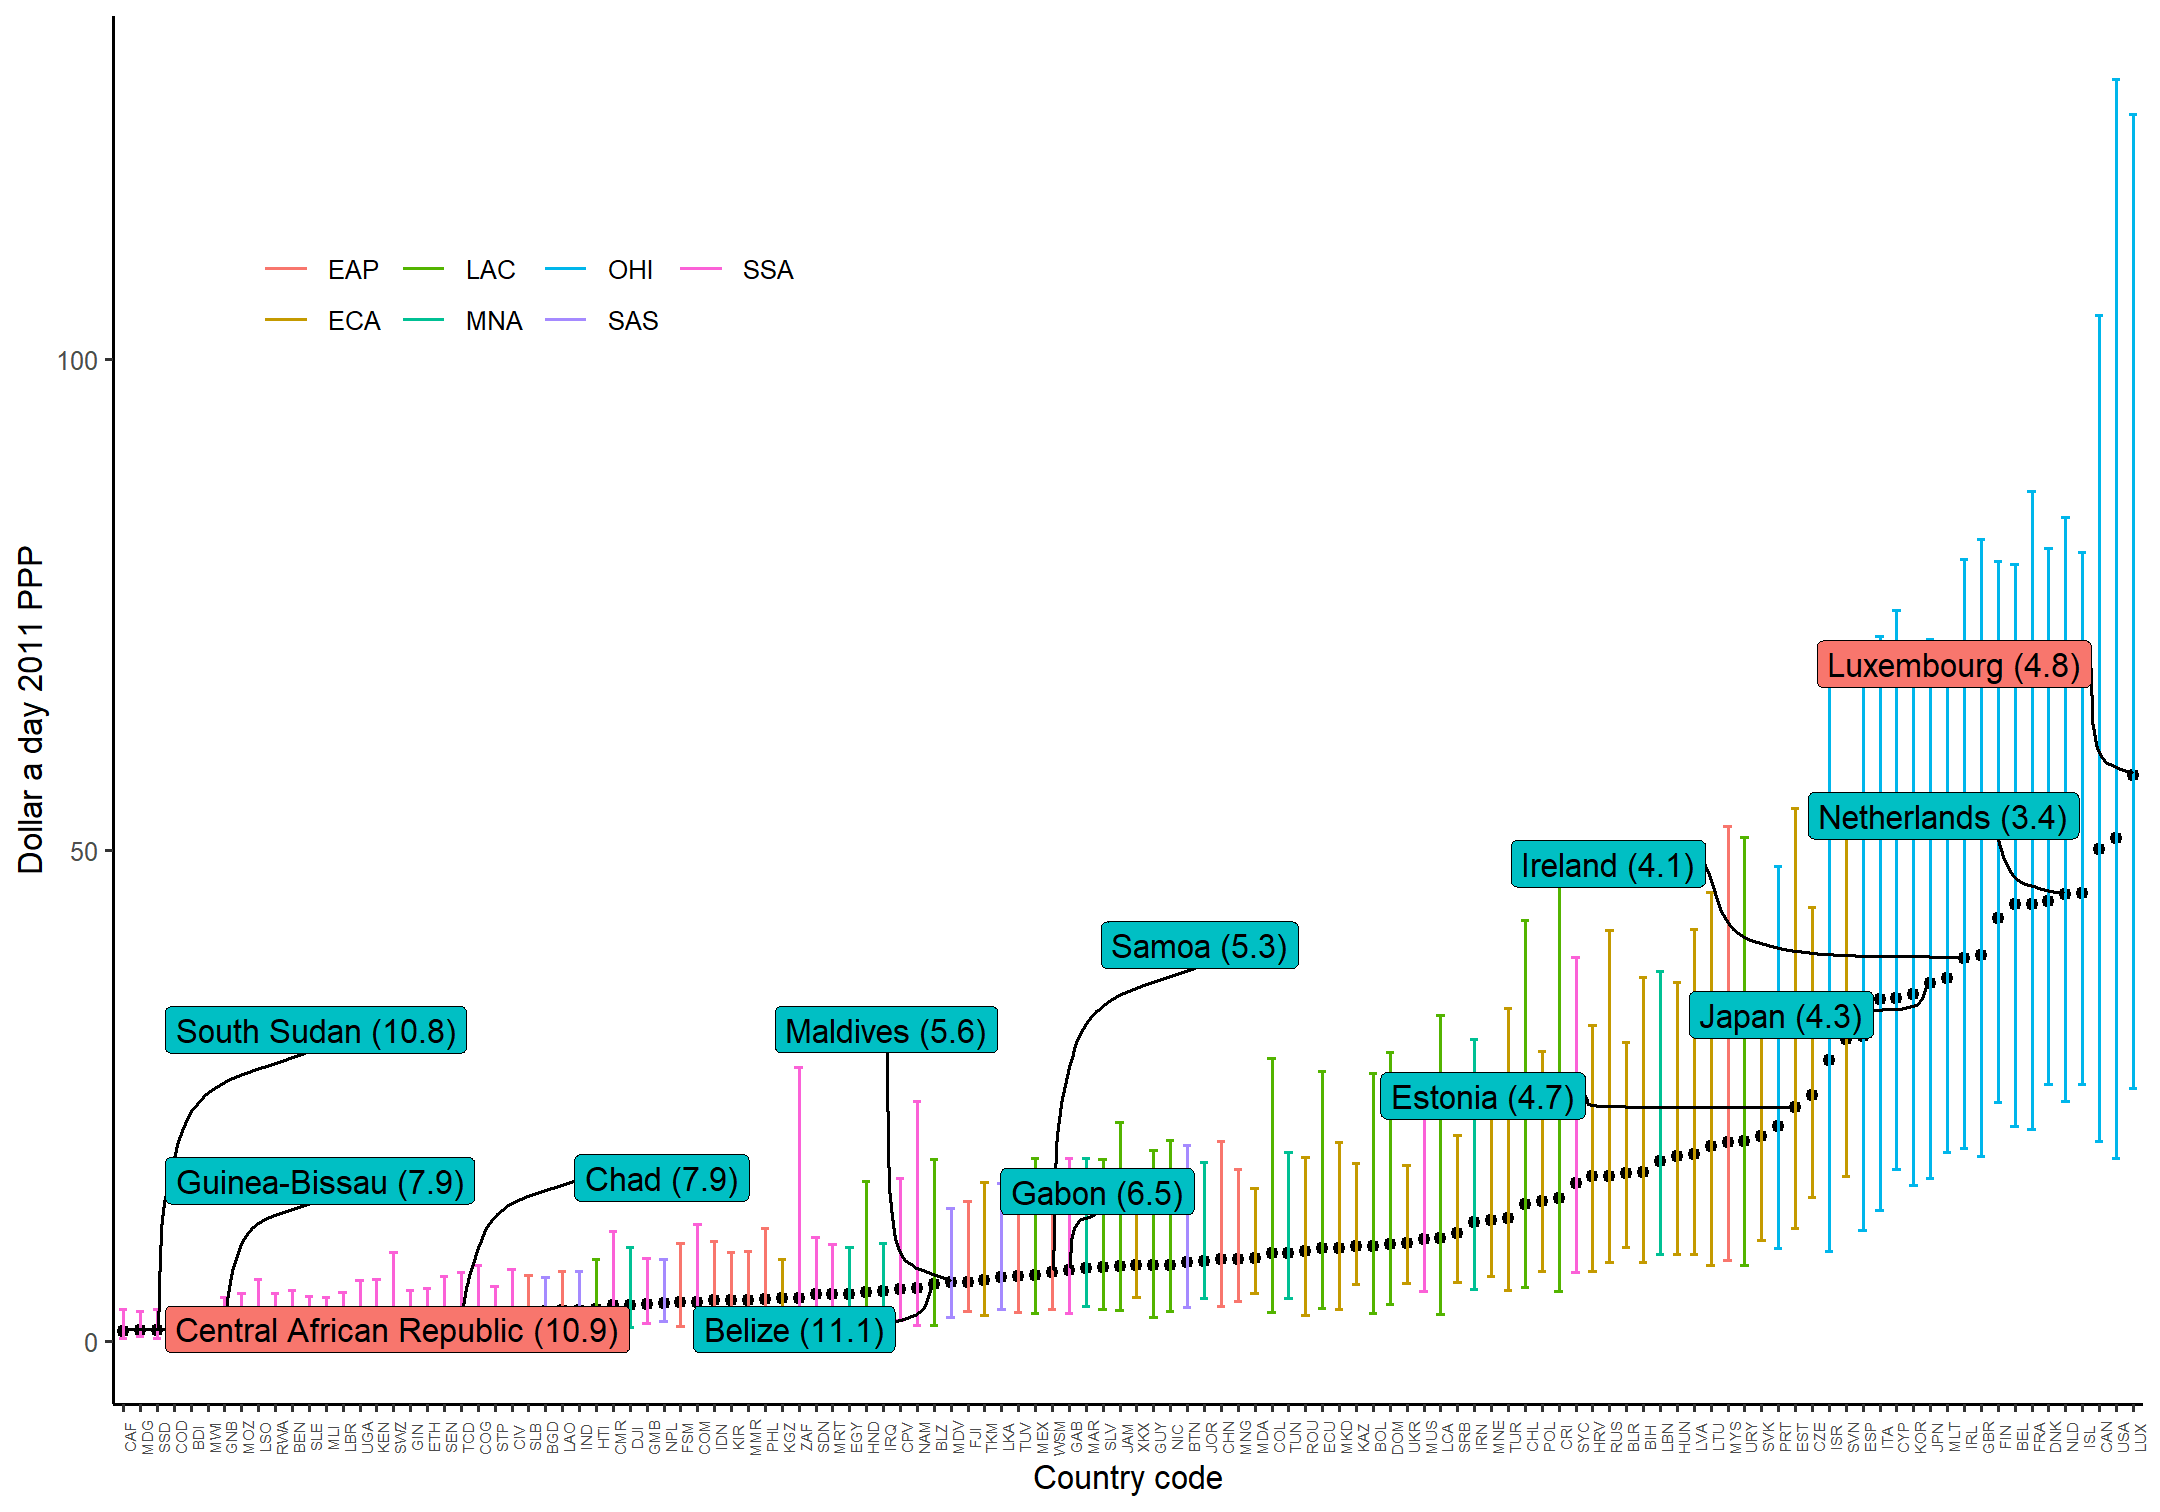 EAP LAC OHI SSA
ECA MNA SAS
100
50
0
Dollar a day 2011 PPP
Luxembourg (4.8)
Netherlands (3.4)
Ireland (4.1)
Samoa (5.3)
Japan (4.3)
South Sudan (10.8)
Maldives (5.6)
Estonia (4.7)
Guinea-Bissau (7.9)
Chad (7.9)
Gabon (6.5)
Central African Republic (10.9)
Belize (11.1)
CAF MDG SSD COD BDI MWI GNB MOZ LSO RWA BEN SLE MLI LBR UGA KEN SWZ GIN ETH SEN TCD COG STP CIV SLB BGD LAO IND HTI CMR DJI GMB NPL FSM COM IDN KIR MMR PHL KGZ ZAF SDN MRT EGY HND IRQ CPV NAM BLZ MDV FJI TKM LKA TUV MEX WSM GAB MAR SLV JAM XKX GUY NIC BTN JOR CHN MNG MDA COL TUN ROU ECU MKD KAZ BOL DOM UKR MUS LCA SRB IRN MNE TUR CHL POL CRI SYC HRV RUS BLR BIH LBN HUN LVA LTU MYS URY SVK PRT EST CZE ISR SVN ESP ITA CYP KOR JPN MLT IRL GBR FIN BEL FRA DNK NLD ISL CAN USA LUX
Country code